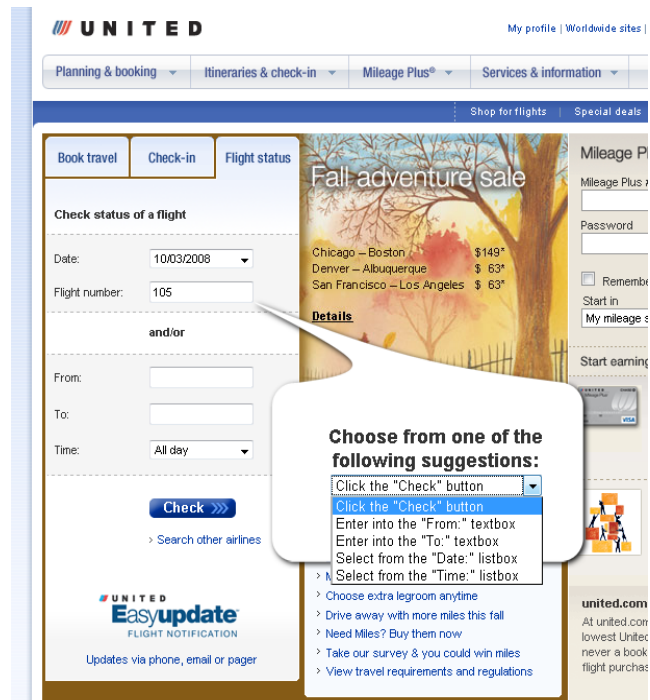 UNITED
My profile | Worldwide sites |
Planning & booking
Itineraries & check-in
Mileage Plus®
Services & information
Shop for flights | Special deals
Book travel
Check-in
Flight status
Check status of a flight
Date: 10/03/2008
Flight number: 105
and/or
From:
To:
Time: All day
Check
> Search other airlines
UNITED
Easyupdate
FLIGHT NOTIFICATION
Updates via phone, email or pager
Fall adventure sale
Chicago – Boston $149*
Denver – Albuquerque $ 63*
San Francisco – Los Angeles $ 63*
Details
Choose from one of the
following suggestions:
Click the "Check" button
Click the "Check" button
Enter into the "From:" textbox
Enter into the "To:" textbox
Select from the "Date:" listbox
Select from the "Time:" listbox
> Choose extra legroom anytime
> Drive away with more miles this fall
> Need Miles? Buy them now
> Take our survey & you could win miles
> View travel requirements and regulations
Mileage
Mileage Plus
Password
Start in
My mileage
Start earning
VISA
united.com
At united.com
lowest United
never a book
flight